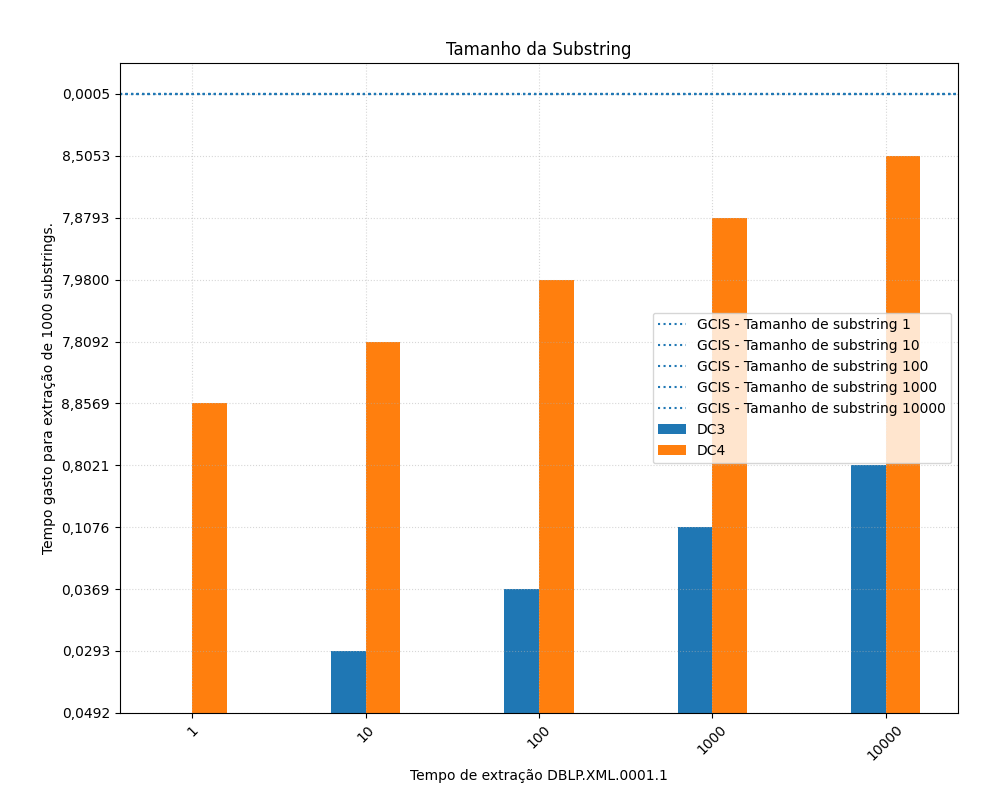 Tamanho da Substring
Tempo gasto para extração de 1000 substrings.
0,0005
8,5053
7,8793
7,9800
7,8092
8,8569
0,8021
0,1076
0,0369
0,0293
0,0492
GCIS - Tamanho de substring 1
GCIS - Tamanho de substring 10
GCIS - Tamanho de substring 100
GCIS - Tamanho de substring 1000
GCIS - Tamanho de substring 10000
DC3
DC4
1
10
100
1000
10000
Tempo de extração DBLP.XML.0001.1